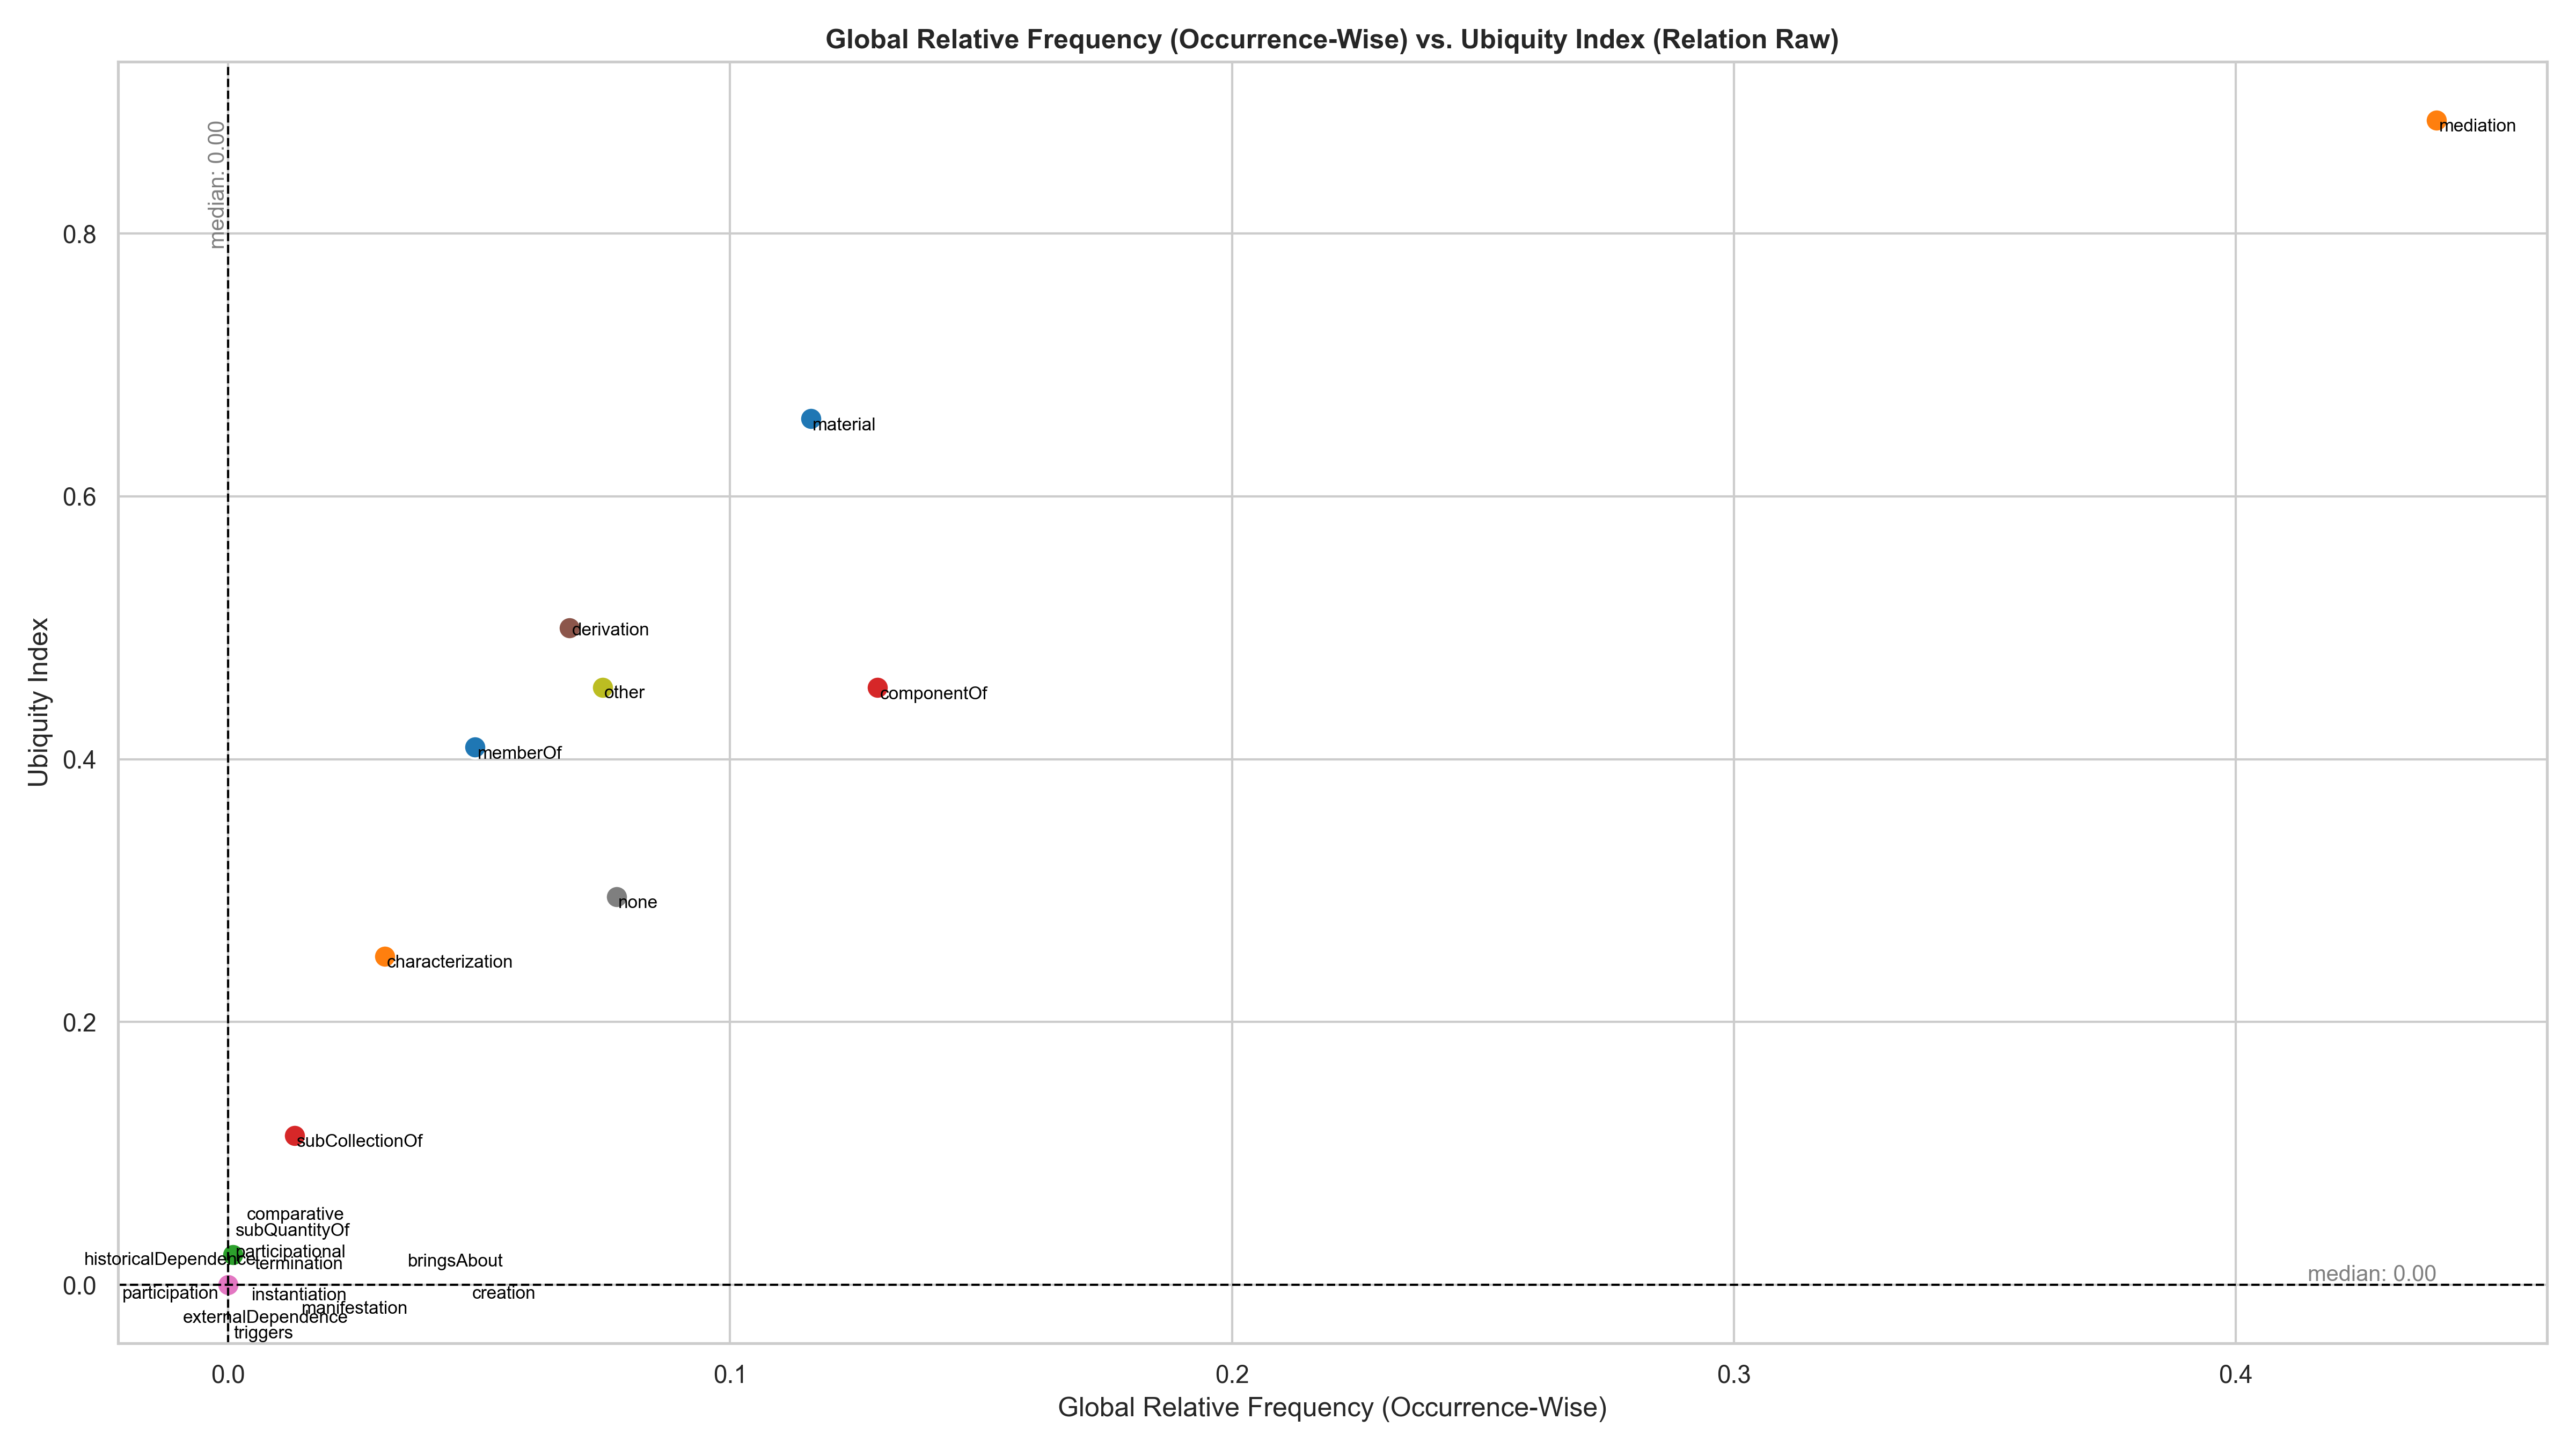 Global Relative Frequency (Occurrence-Wise) vs. Ubiquity Index (Relation Raw)
median: 0.00
mediation
0.8
material
0.6
derivation
other
componentOf
Ubiquity Index
memberOf
0.4
none
characterization
0.2
subCollectionOf
comparative
subQuantityOf
participational
historicalDependence
termination
bringsAbout
median: 0.00
0.0
participation
instantiation
creation
manifestation
externalDependence
triggers
0.0
0.1
0.2
0.3
0.4
Global Relative Frequency (Occurrence-Wise)